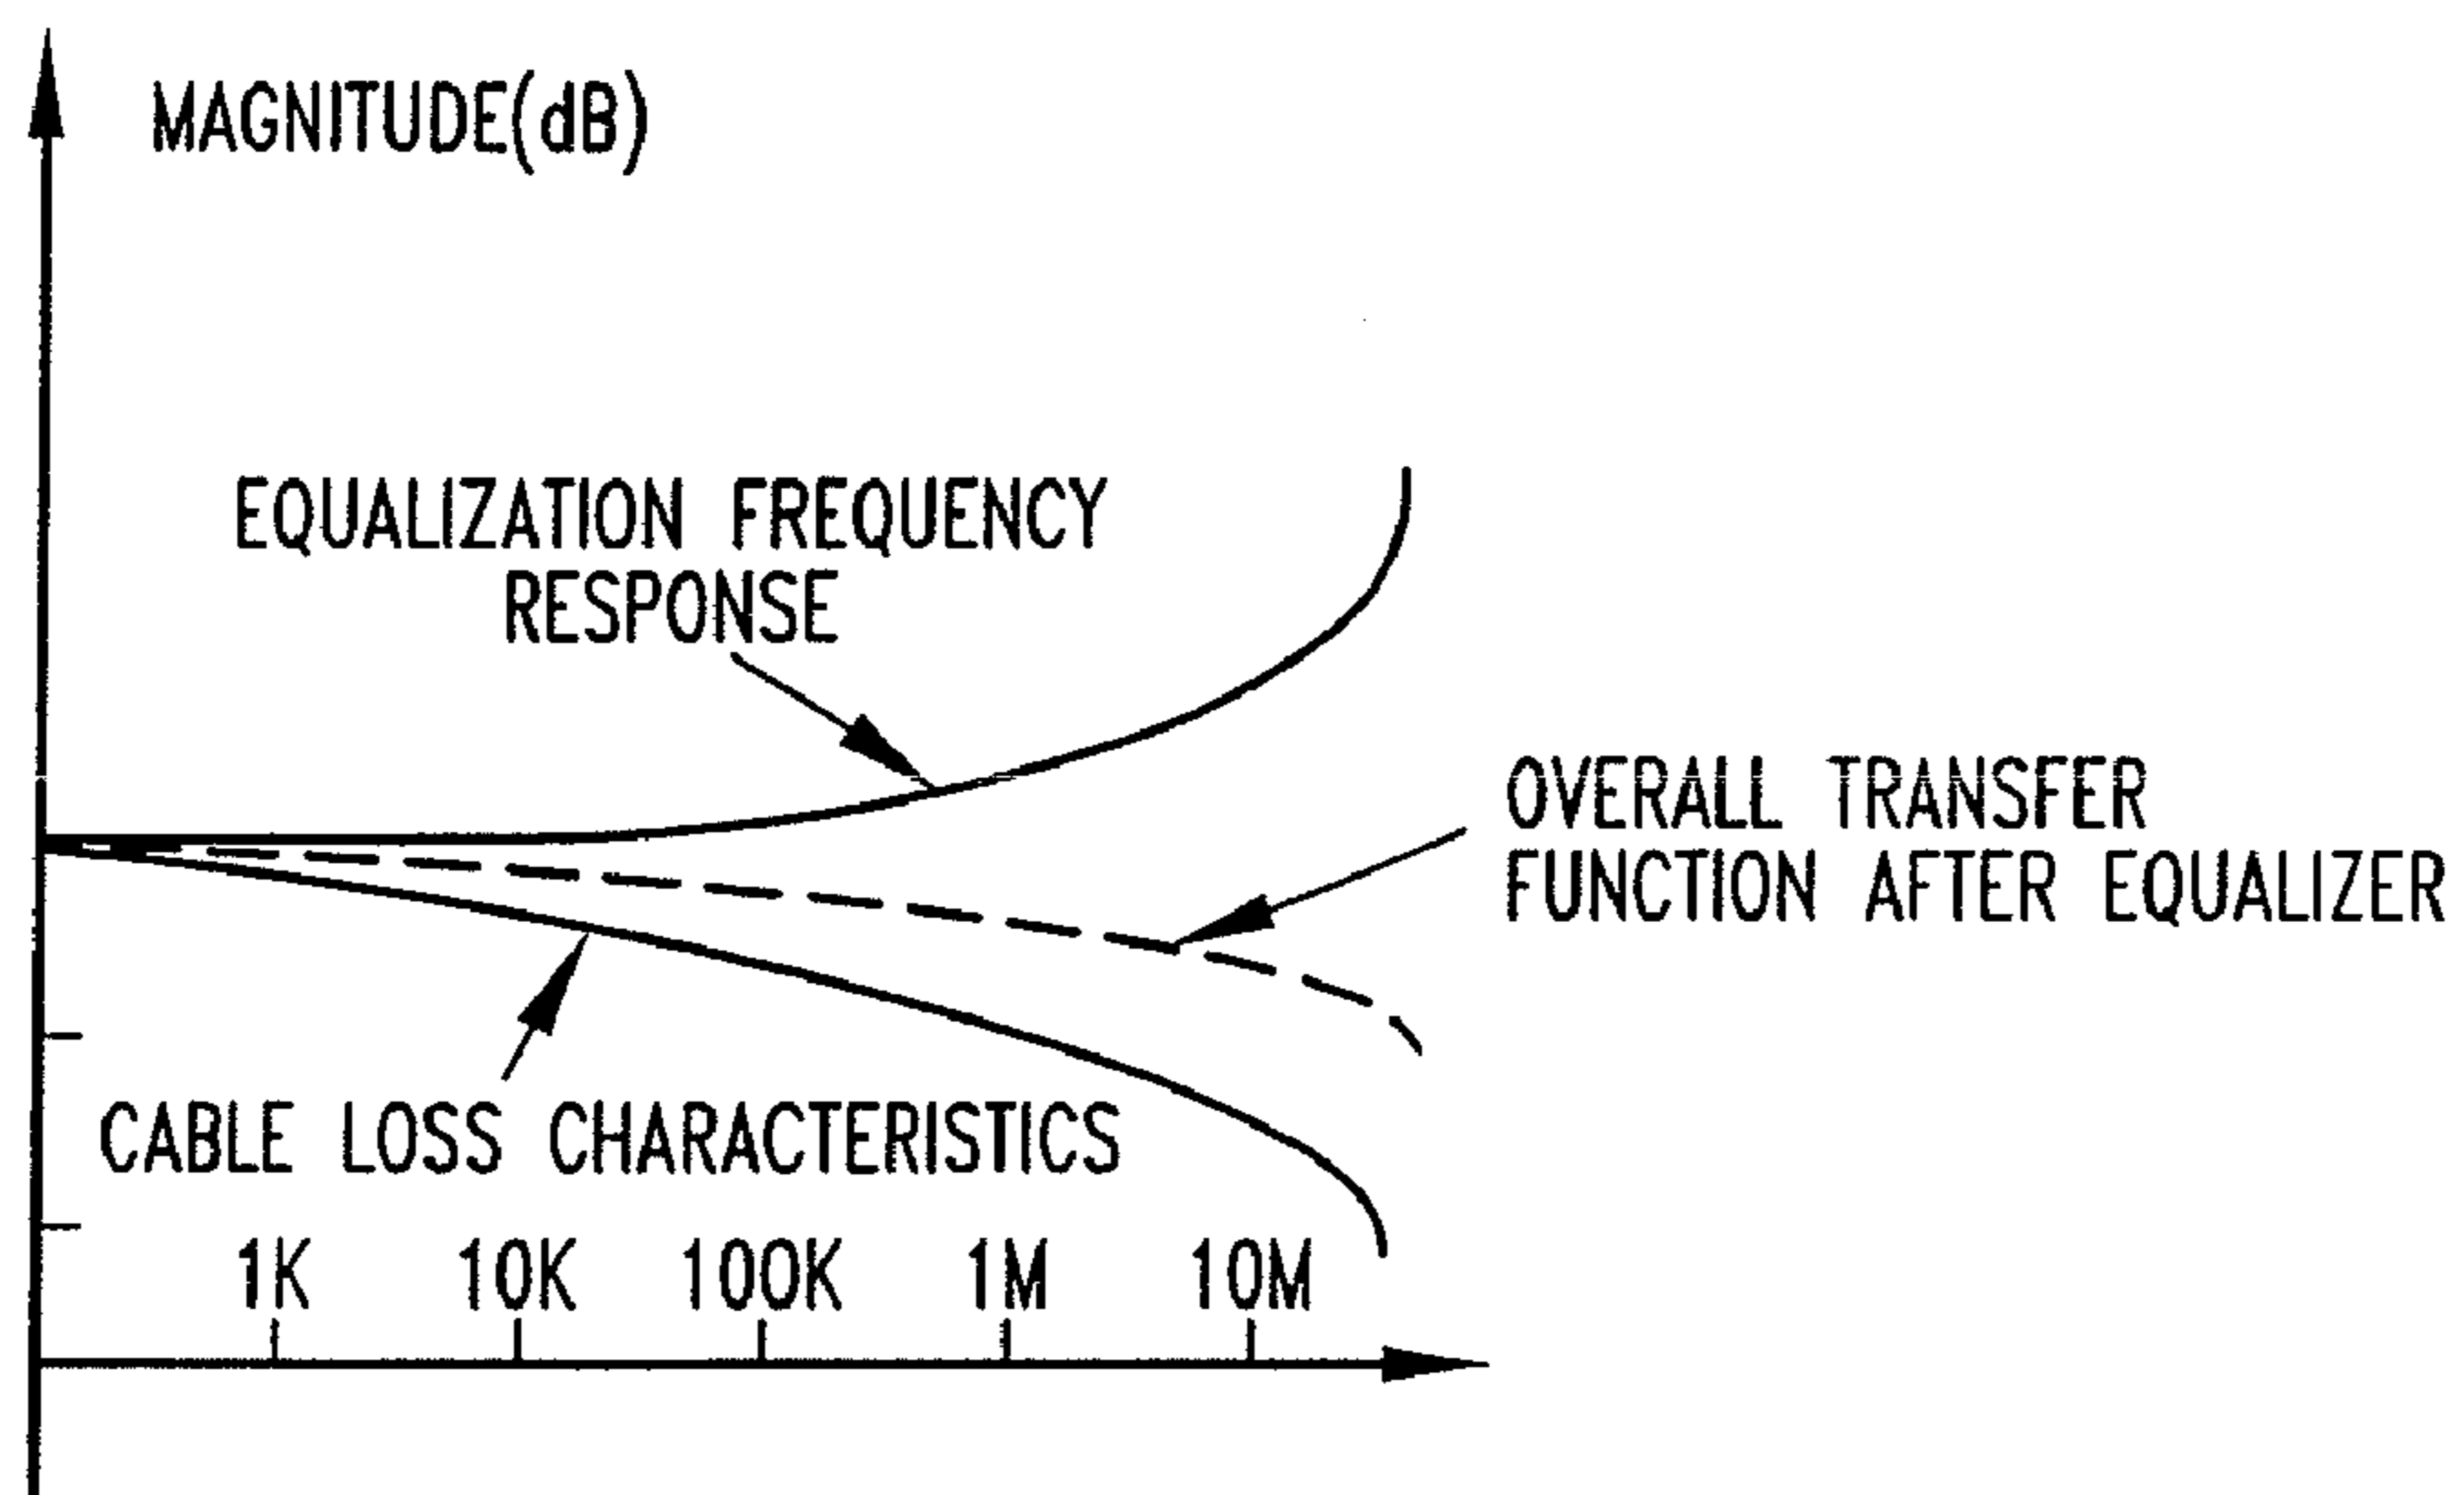 MAGNITUDE(dB)
EQUALIZATION FREQUENCY
RESPONSE
OVERALL TRANSFER
FUNCTION AFTER EQUALIZER
CABLE LOSS CHARACTERISTICS
1K 10K 100K 1M 10M